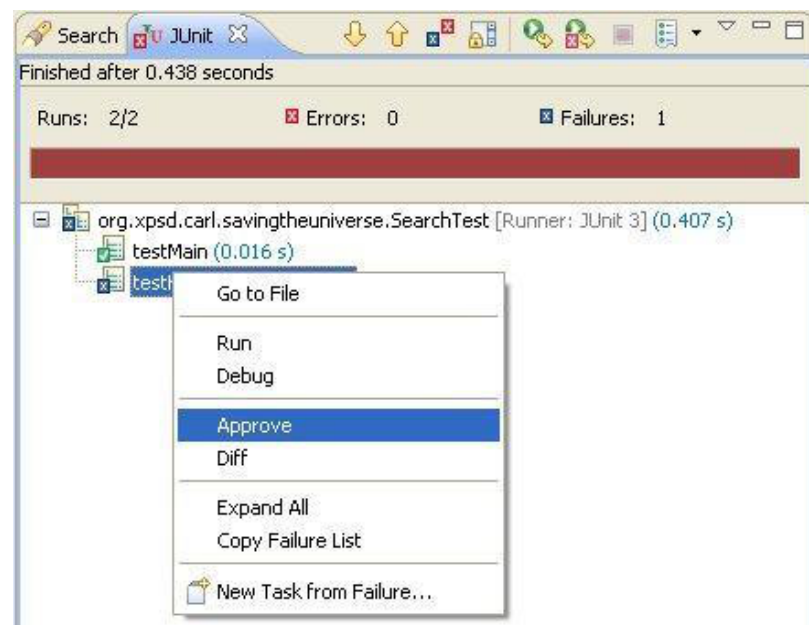 Search JUnit
Finished after 0.438 seconds
Runs: 2/2 Errors: 0 Failures: 1
org.xpsd.carl.savingtheuniverse.SearchTest [Runner: JUnit 3] (0.407 s)
testMain (0.016 s)
Go to File
Run
Debug
Approve
Diff
Expand All
Copy Failure List
New Task from Failure...